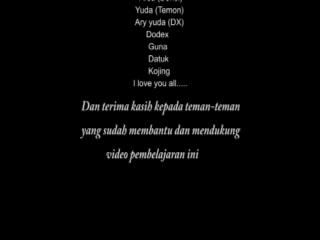 Yuda (Temon)
Ary yuda (DX)
Dodex
Guna
Datuk
Kojing
I love you all.....
Dan terima kasih kepada teman-teman
yang sudah membantu dan mendukung
video pembelajaran ini